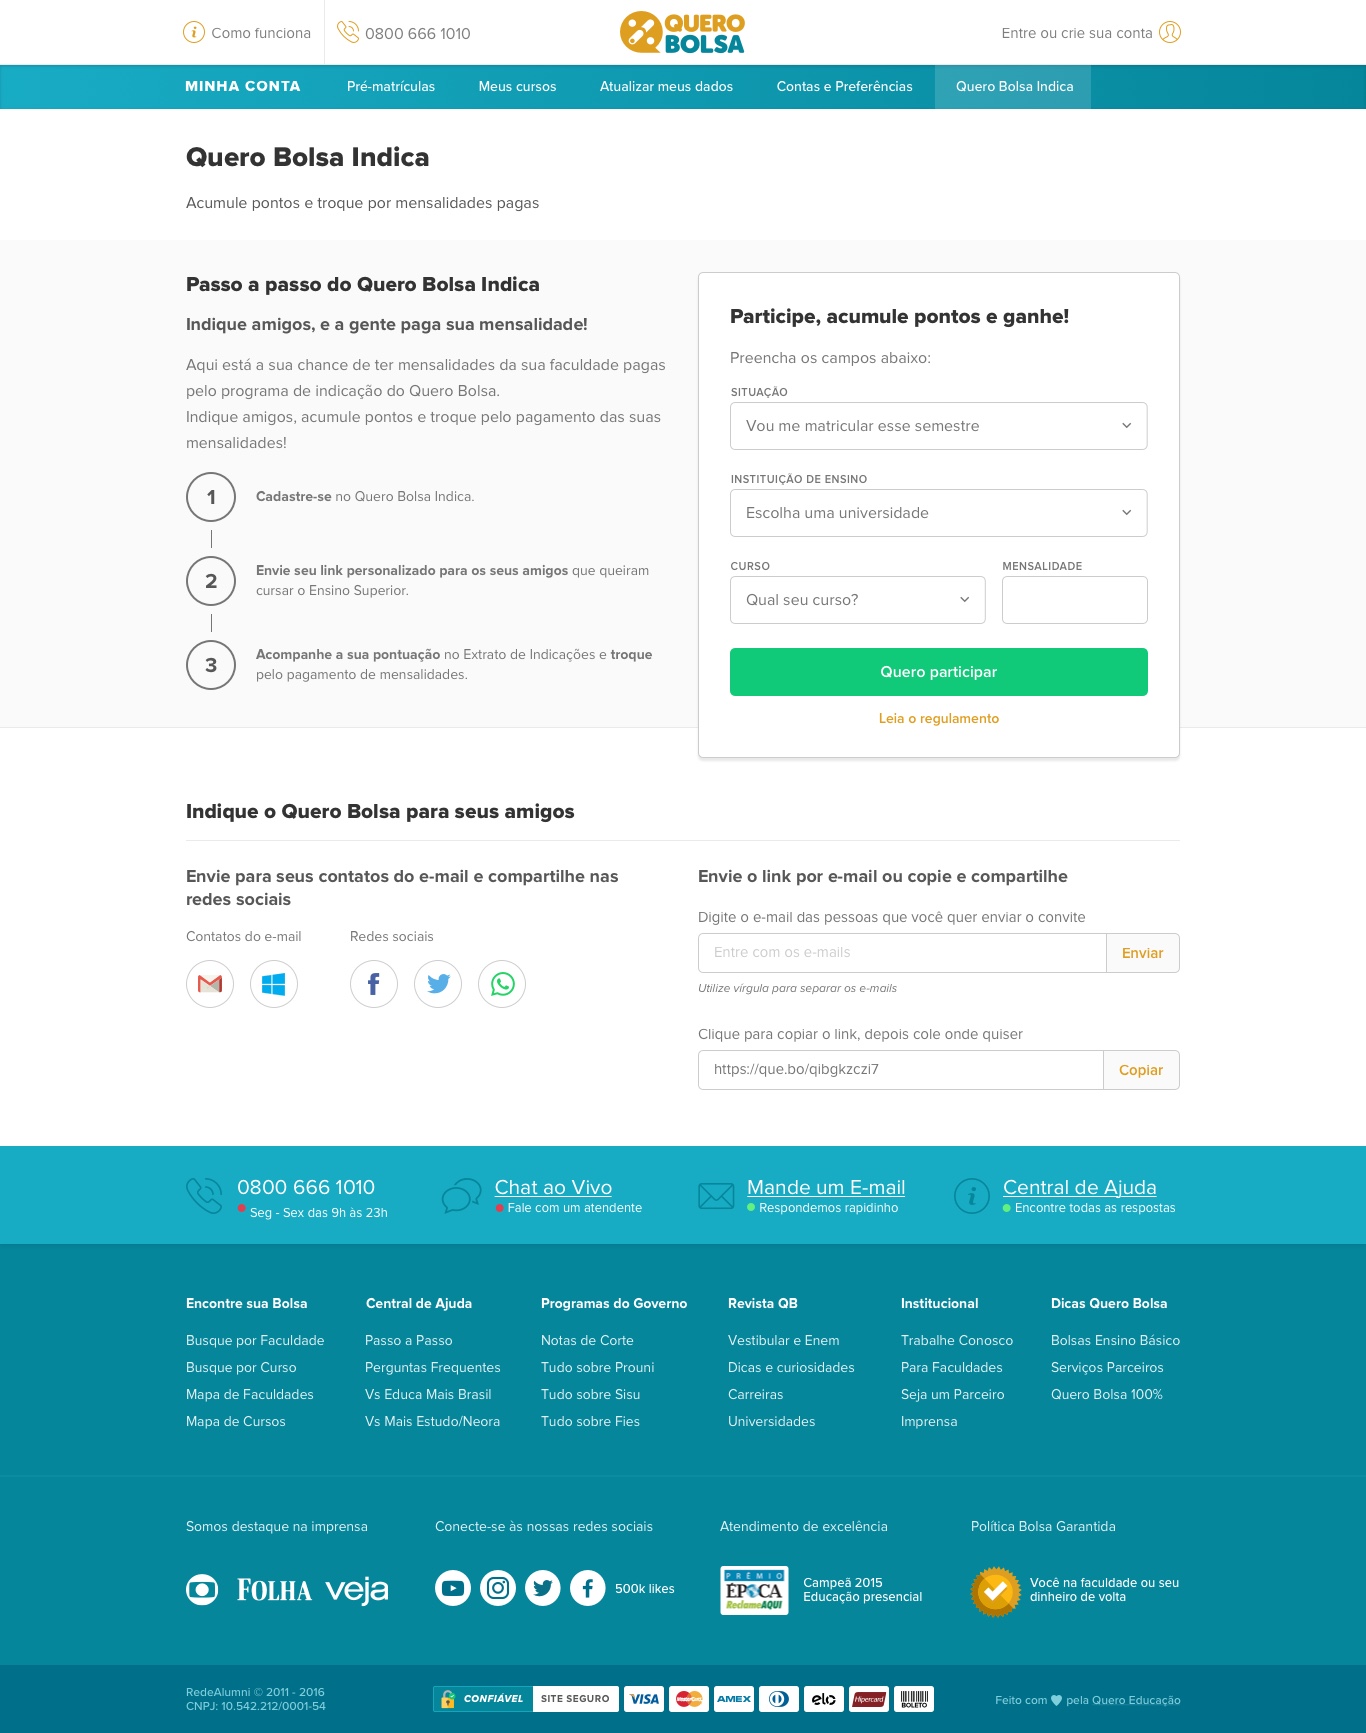 Como funciona
0800 666 1010
QUERO
BOLSA
Entre ou crie sua conta
MINHA CONTA
Pré-matrículas
Meus cursos
Atualizar meus dados
Contas e Preferências
Quero Bolsa Indica
Quero Bolsa Indica
Acumule pontos e troque por mensalidades pagas
Passo a passo do Quero Bolsa Indica
Indique amigos, e a gente paga sua mensalidade!
Aqui está a sua chance de ter mensalidades da sua faculdade pagas
pelo programa de indicação do Quero Bolsa.
Indique amigos, acumule pontos e troque pelo pagamento das suas
mensalidades!
1
Cadastre-se no Quero Bolsa Indica.
2
Envie seu link personalizado para os seus amigos que queiram
cursar o Ensino Superior.
3
Acompanhe a sua pontuação no Extrato de Indicações e troque
pelo pagamento de mensalidades.
Participe, acumule pontos e ganhe!
Preencha os campos abaixo:
SITUAÇÃO
Vou me matricular esse semestre
INSTITUIÇÃO DE ENSINO
Escolha uma universidade
CURSO
MENSALIDADE
Qual seu curso?
Quero participar
Leia o regulamento
Indique o Quero Bolsa para seus amigos
Envie para seus contatos do e-mail e compartilhe nas
redes sociais
Contatos do e-mail
Redes sociais
Envie o link por e-mail ou copie e compartilhe
Digite o e-mail das pessoas que você quer enviar o convite
Entre com os e-mails
Enviar
Utilize vírgula para separar os e-mails
Clique para copiar o link, depois cole onde quiser
https://que.bo/qibgkzczi7
Copiar
0800 666 1010
Seg - Sex das 9h às 23h
Chat ao Vivo
Fale com um atendente
Mande um E-mail
Respondemos rapidinho
Central de Ajuda
Encontre todas as respostas
Encontre sua Bolsa
Busque por Faculdade
Busque por Curso
Mapa de Faculdades
Mapa de Cursos
Central de Ajuda
Passo a Passo
Perguntas Frequentes
Vs Educa Mais Brasil
Vs Mais Estudo/Neora
Programas do Governo
Notas de Corte
Tudo sobre Prouni
Tudo sobre Sisu
Tudo sobre Fies
Revista QB
Vestibular e Enem
Dicas e curiosidades
Carreiras
Universidades
Institucional
Trabalhe Conosco
Para Faculdades
Seja um Parceiro
Imprensa
Dicas Quero Bolsa
Bolsas Ensino Básico
Serviços Parceiros
Quero Bolsa 100%
Somos destaque na imprensa
FOLHA
veja
Conecte-se às nossas redes sociais
500k likes
Atendimento de excelência
PRÊMIO
ÉPOCA
ReclameAQUI
Campeã 2015
Educação presencial
Política Bolsa Garantida
Você na faculdade ou seu
dinheiro de volta
RedeAlumni © 2011 - 2016
CNPJ: 10.542.212/0001-54
CONFIÁVEL
SITE SEGURO
VISA
MasterCard
AMEX
elo
Hipercard
BOLETO
Feito com pela Quero Educação